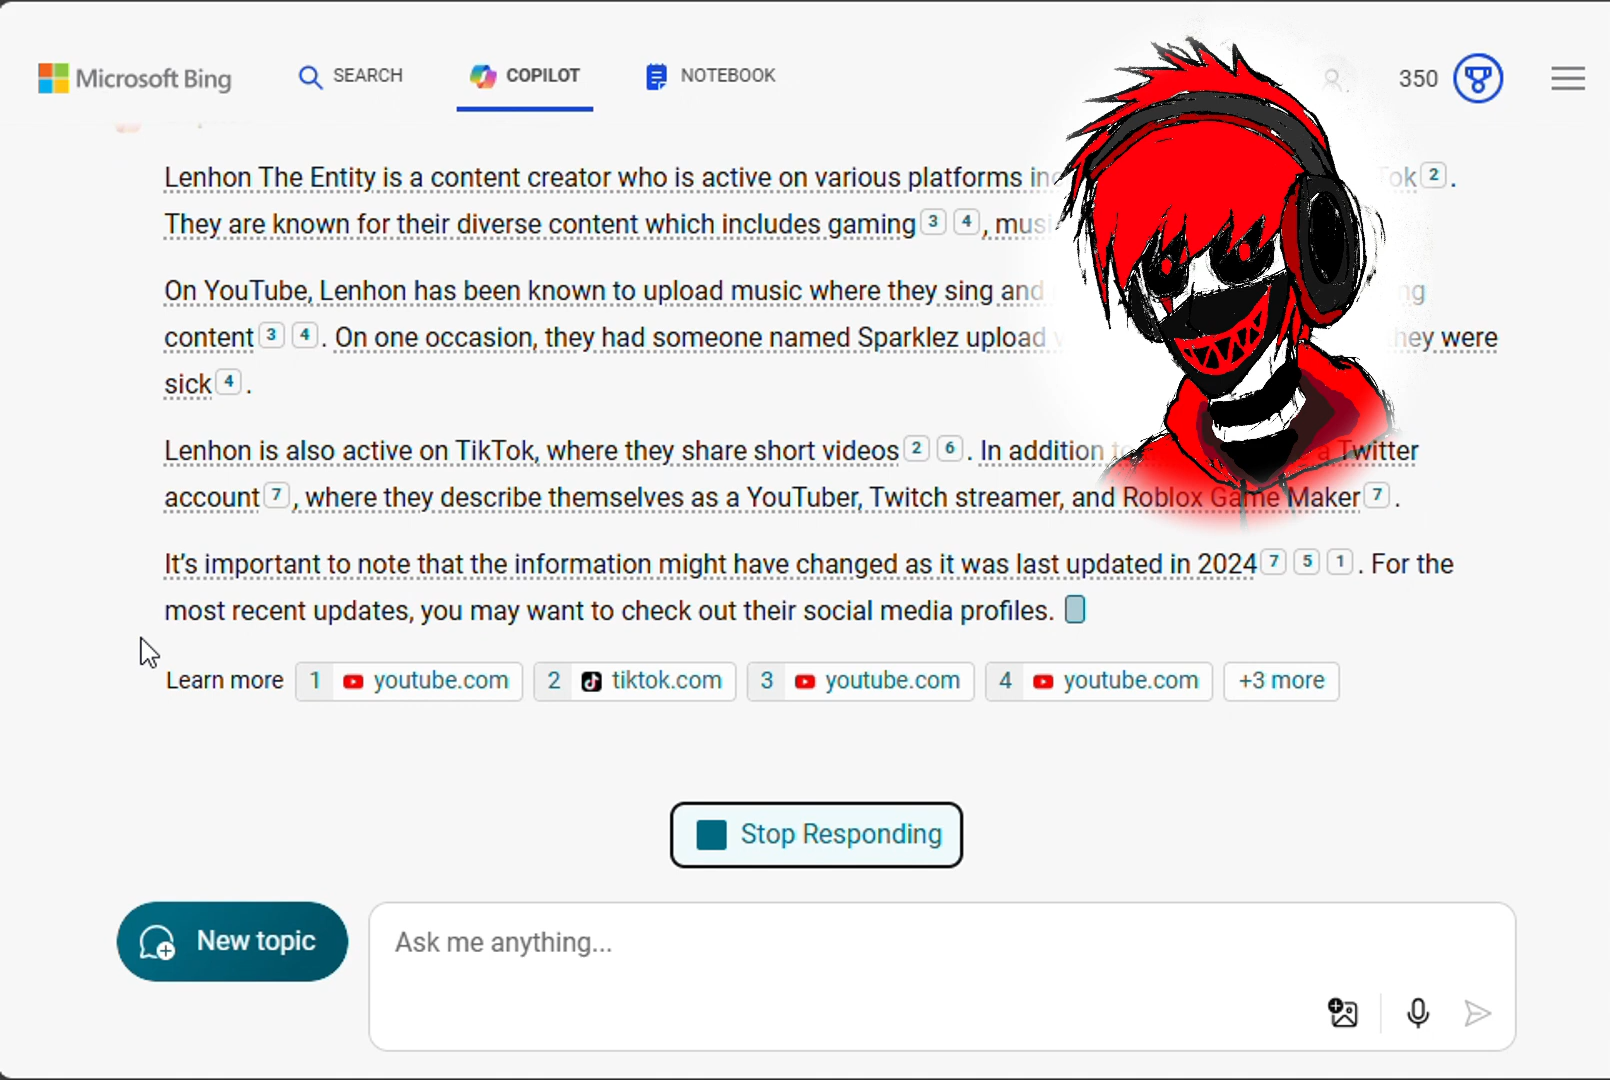 Microsoft Bing SEARCH COPILOT NOTEBOOK 350
Lenhon The Entity is a content creator who is active on various platforms 2 .
They are known for their diverse content which includes gaming 3 4 ,
On YouTube, Lenhon has been known to upload music where they sing and
content 3 4 . On one occasion, they had someone named Sparklez upload they were
sick 4 .
Lenhon is also active on TikTok, where they share short videos 2 6 . In addition a Twitter
account 7 , where they describe themselves as a YouTuber, Twitch streamer, and Roblox Game Maker 7 .
It’s important to note that the information might have changed as it was last updated in 2024 7 5 1 . For the
most recent updates, you may want to check out their social media profiles.
Learn more 1 youtube.com 2 tiktok.com 3 youtube.com 4 youtube.com +3 more
Stop Responding
New topic
Ask me anything...